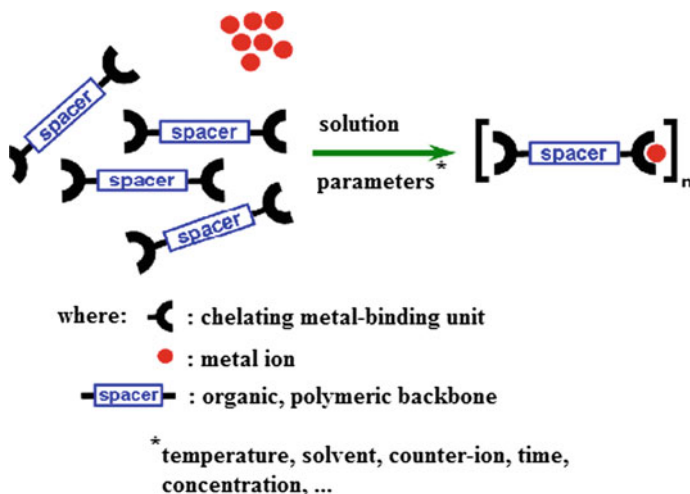 spacer
spacer
spacer
spacer
solution
parameters*
spacer
n
where: : chelating metal-binding unit
: metal ion
spacer : organic, polymeric backbone
*temperature, solvent, counter-ion, time,
concentration, ...